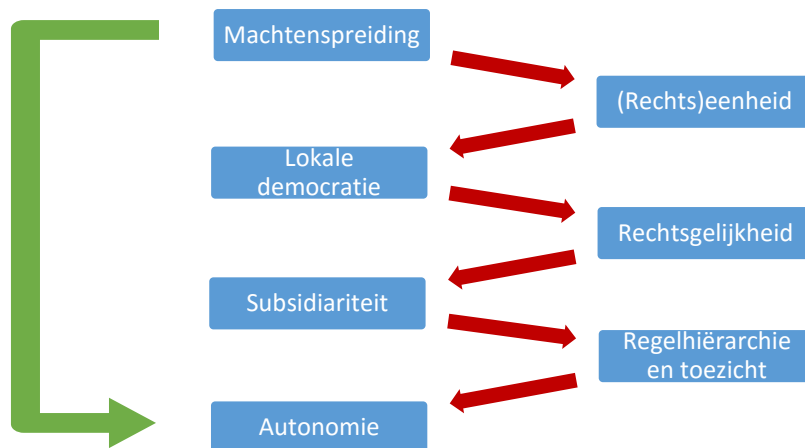 Machtenspreiding
(Rechts)eenheid
Lokale
democratie
Rechtsgelijkheid
Subsidiariteit
Regelhiërarchie
en toezicht
Autonomie